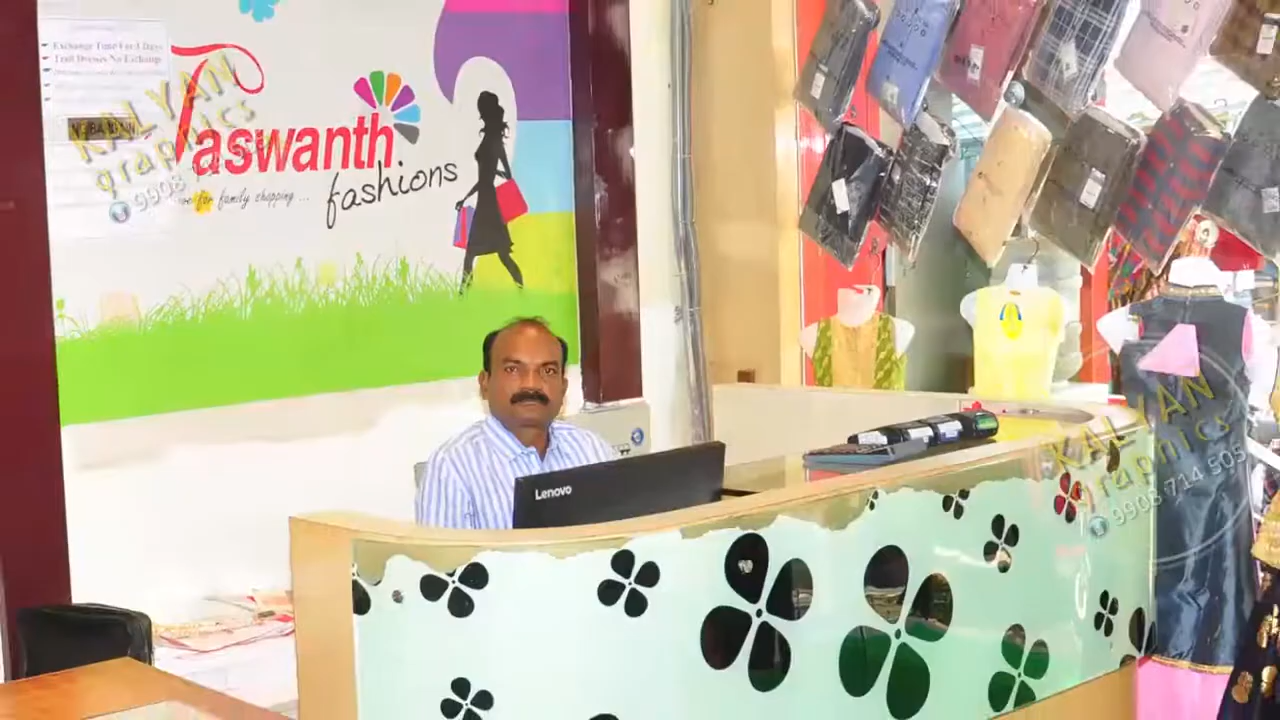 Exchange Time For 3 Days
Trail Dresses No Exchange
Jaswanth
fashions
for family shopping ...
KALYAN
graphics
9908
Lenovo
KALYAN
graphics
9908 714 505